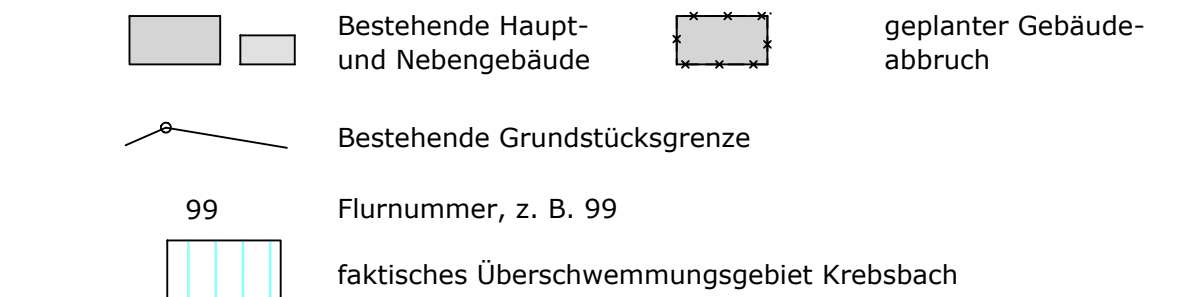 Bestehende Haupt-
und Nebengebäude
geplanter Gebäude-
abbruch
Bestehende Grundstücksgrenze
99
Flurnummer, z. B. 99
faktisches Überschwemmungsgebiet Krebsbach